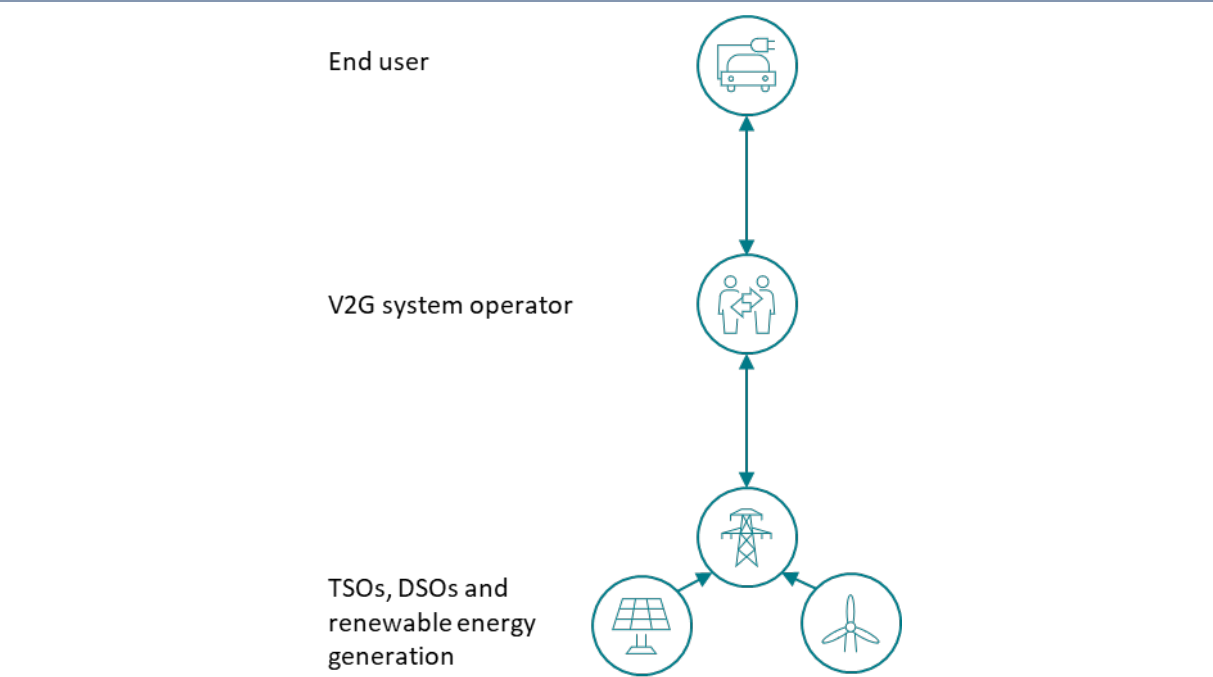 End user
V2G system operator
TSOs, DSOs and
renewable energy
generation